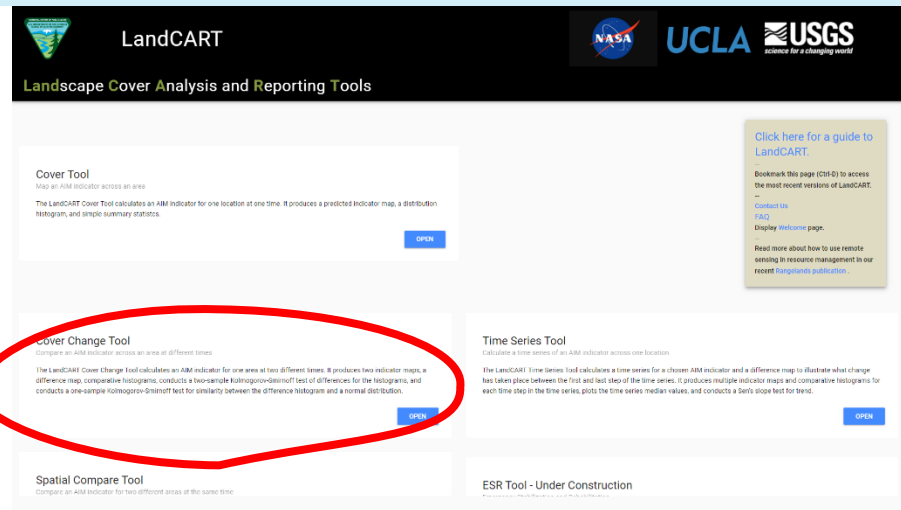 LandCART
NASA
UCLA
USGS
science for a changing world
Landscape Cover Analysis and Reporting Tools
Click here for a guide to
LandCART.
--
Bookmark this page (Ctrl-D) to access
the most recent versions of LandCART.
--
Contact Us
FAQ
Display Welcome page.
--
Read more about how to use remote
sensing in resource management in our
recent Rangelands publication .
Cover Tool
Map an AIM indicator across an area
The LandCART Cover Tool calculates an AIM indicator for one location at one time. It produces a predicted indicator map, a distribution
histogram, and simple summary statistcs.
OPEN
Cover Change Tool
Compare an AIM indicator across an area at different times
The LandCART Cover Change Tool calculates an AIM indicator for one area at two different times. It produces two indicator maps, a
difference map, comparative histograms, conducts a two-sample Kolmogorov-Smirnoff test of differences for the histograms, and
conducts a one-sample Kolmogorov-Smirnoff test for similarity between the difference histogram and a normal distribution.
OPEN
Time Series Tool
Calculate a time series of an AIM indicator across one location
The LandCART Time Series Tool calculates a time series for a chosen AIM indicator and a difference map to illustrate what change
has taken place between the first and last step of the time series. It produces multiple indicator maps and comparative histograms for
each time step in the time series, plots the time series median values, and conducts a Sen's slope test for trend.
OPEN
Spatial Compare Tool
Compare an AIM indicator for two different areas at the same time
ESR Tool - Under Construction